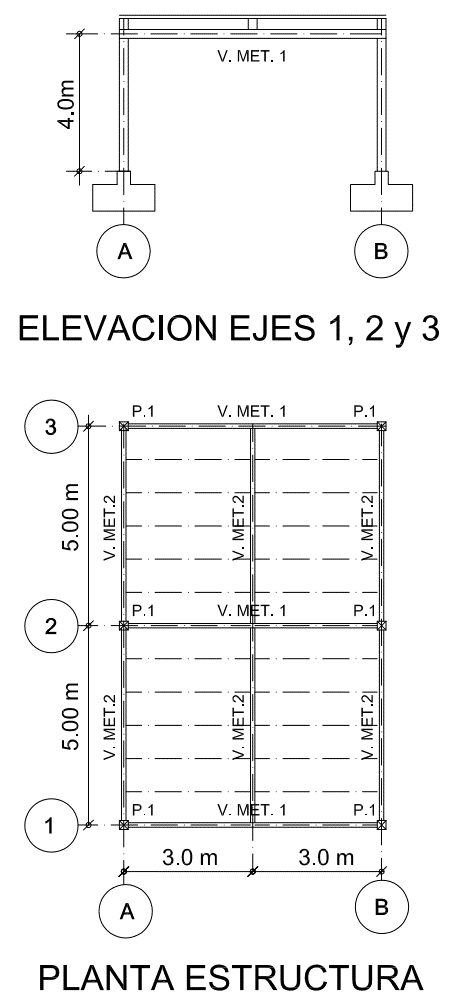 V. MET. 1
4.0m
A
B
ELEVACION EJES 1, 2 y 3
P.1
V. MET. 1
P.1
3
5.00 m
V. MET.2
V. MET.2
V. MET.2
P.1
V. MET. 1
P.1
2
5.00 m
V. MET.2
V. MET.2
V. MET.2
P.1
V. MET. 1
P.1
1
3.0 m
3.0 m
A
B
PLANTA ESTRUCTURA